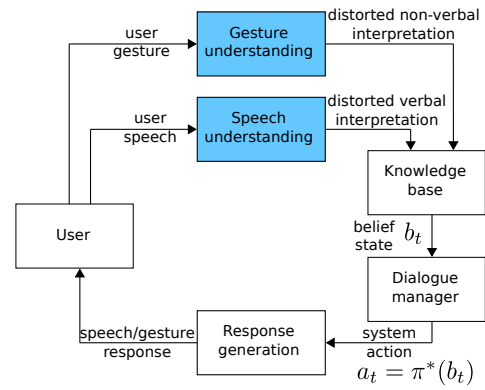 user
gesture
Gesture
understanding
distorted non-verbal
interpretation
user
speech
Speech
understanding
distorted verbal
interpretation
Knowledge
base
User
belief
state
b_t
Dialogue
manager
speech/gesture
response
Response
generation
system
action
a_t = π*(b_t)